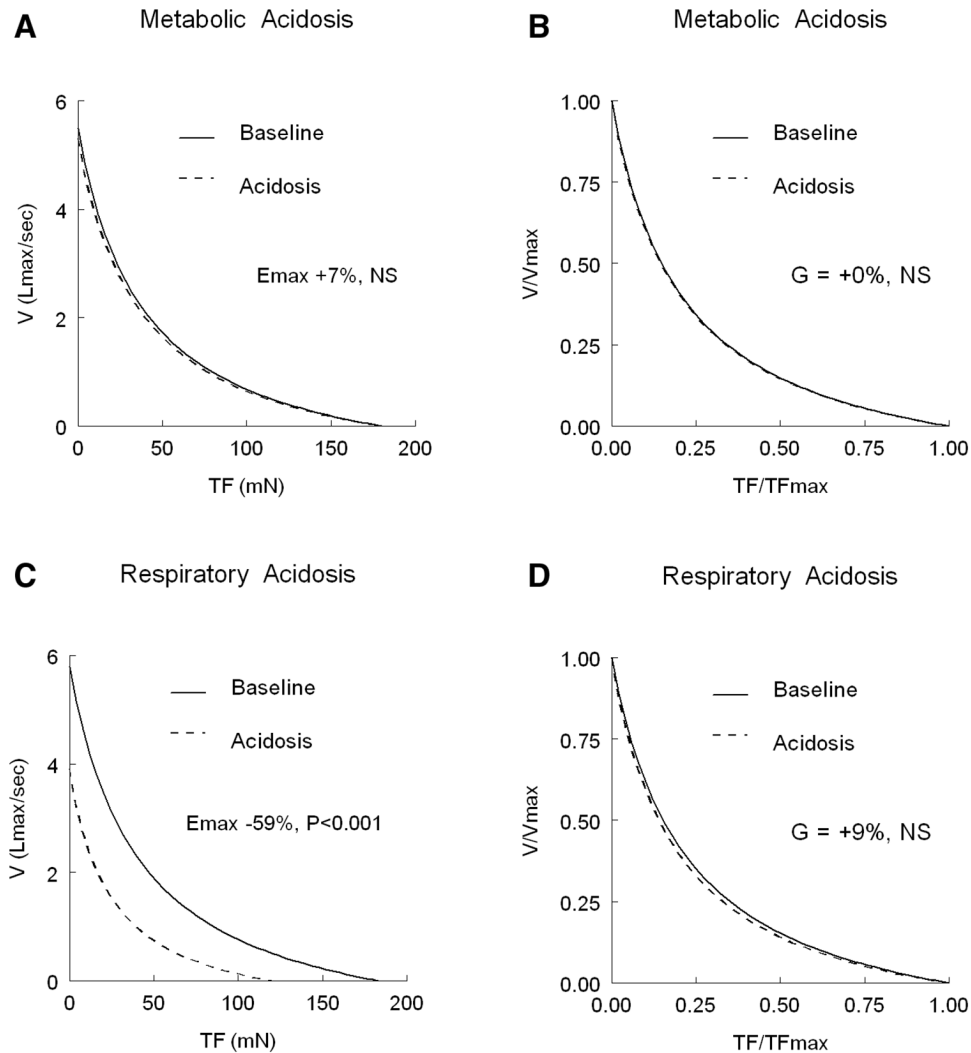 A
Metabolic Acidosis
V (Lmax/sec)
6
4
2
0
Baseline
Acidosis
Emax +7%, NS
0 50 100 150 200
TF (mN)
B
Metabolic Acidosis
V/Vmax
1.00
0.75
0.50
0.25
0.00
Baseline
Acidosis
G = +0%, NS
0.00 0.25 0.50 0.75 1.00
TF/TFmax
C
Respiratory Acidosis
V (Lmax/sec)
6
4
2
0
Baseline
Acidosis
Emax -59%, P<0.001
0 50 100 150 200
TF (mN)
D
Respiratory Acidosis
V/Vmax
1.00
0.75
0.50
0.25
0.00
Baseline
Acidosis
G = +9%, NS
0.00 0.25 0.50 0.75 1.00
TF/TFmax